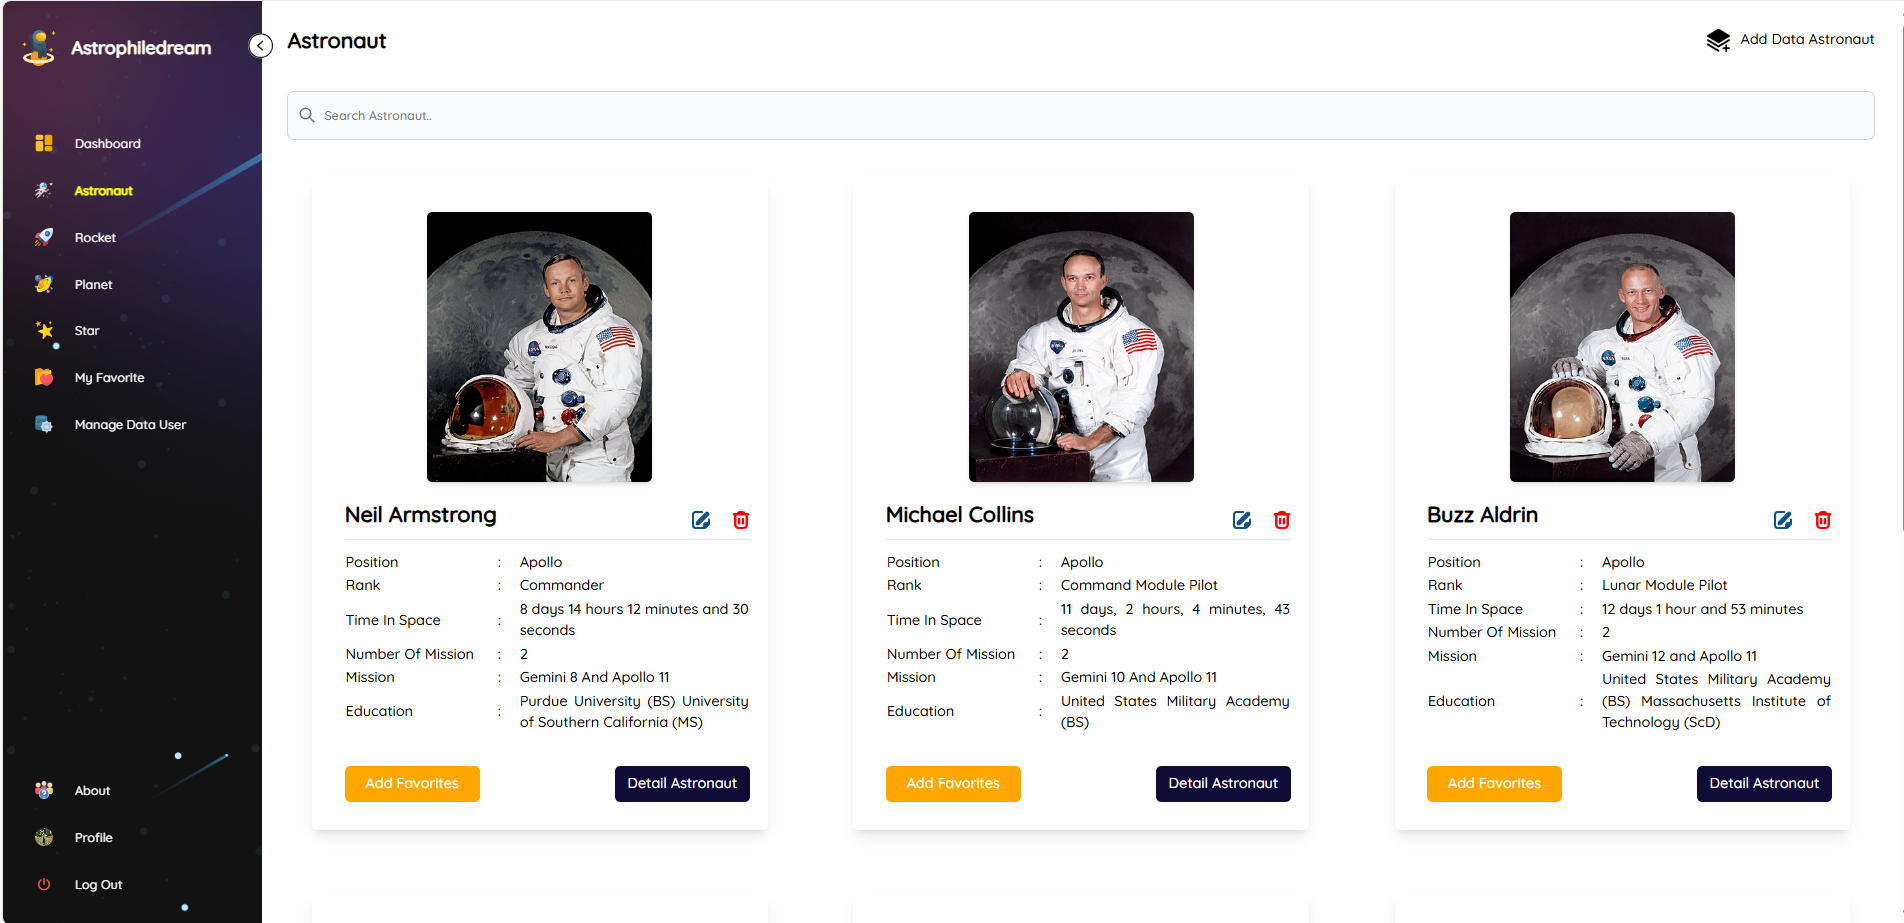 Astrophiledream
Dashboard
Astronaut
Rocket
Planet
Star
My Favorite
Manage Data User
About
Profile
Log Out
Astronaut
Add Data Astronaut
Search Astronaut..
Neil Armstrong
Position : Apollo
Rank : Commander
Time In Space : 8 days 14 hours 12 minutes and 30
seconds
Number Of Mission : 2
Mission : Gemini 8 And Apollo 11
Education : Purdue University (BS) University
of Southern California (MS)
Add Favorites
Detail Astronaut
Michael Collins
Position : Apollo
Rank : Command Module Pilot
Time In Space : 11 days, 2 hours, 4 minutes, 43
seconds
Number Of Mission : 2
Mission : Gemini 10 And Apollo 11
Education : United States Military Academy
(BS)
Add Favorites
Detail Astronaut
Buzz Aldrin
Position : Apollo
Rank : Lunar Module Pilot
Time In Space : 12 days 1 hour and 53 minutes
Number Of Mission : 2
Mission : Gemini 12 and Apollo 11
Education : United States Military Academy
(BS) Massachusetts Institute of
Technology (ScD)
Add Favorites
Detail Astronaut